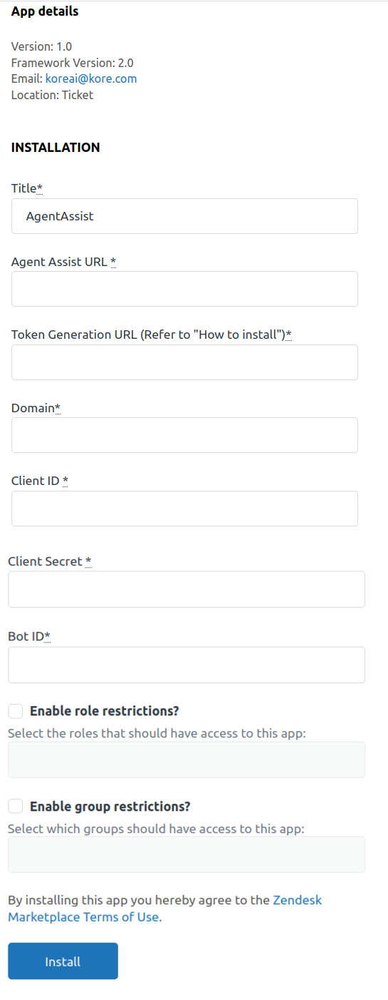 App details
Version: 1.0
Framework Version: 2.0
Email: koreai@kore.com
Location: Ticket
INSTALLATION
Title*
AgentAssist
Agent Assist URL *
Token Generation URL (Refer to "How to install")*
Domain*
Client ID *
Client Secret *
Bot ID*
Enable role restrictions?
Select the roles that should have access to this app:
Enable group restrictions?
Select which groups should have access to this app:
By installing this app you hereby agree to the Zendesk
Marketplace Terms of Use.
Install